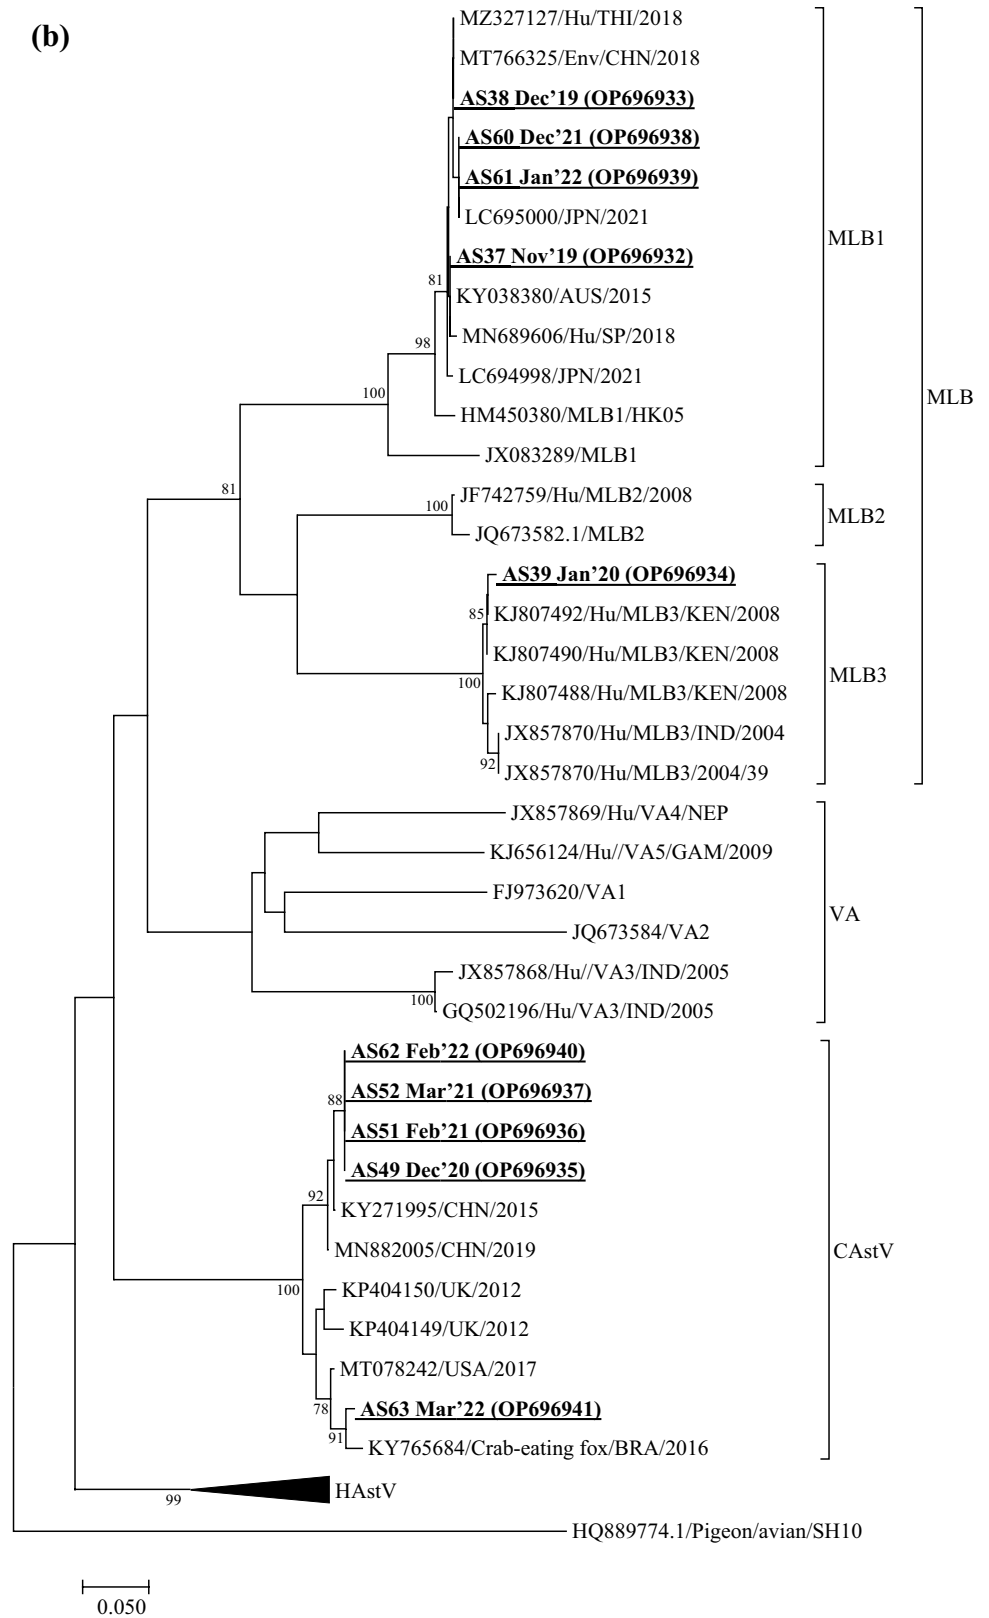 (b)
MZ327127/Hu/THI/2018
MT766325/Env/CHN/2018
AS38 Dec’19 (OP696933)
AS60 Dec’21 (OP696938)
AS61 Jan’22 (OP696939)
LC695000/JPN/2021
MLB1
AS37 Nov’19 (OP696932)
81
KY038380/AUS/2015
MN689606/Hu/SP/2018
98
LC694998/JPN/2021
100
MLB
HM450380/MLB1/HK05
JX083289/MLB1
81
JF742759/Hu/MLB2/2008
100
MLB2
JQ673582.1/MLB2
AS39 Jan’20 (OP696934)
85
KJ807492/Hu/MLB3/KEN/2008
KJ807490/Hu/MLB3/KEN/2008
MLB3
100
KJ807488/Hu/MLB3/KEN/2008
JX857870/Hu/MLB3/IND/2004
92
JX857870/Hu/MLB3/2004/39
JX857869/Hu/VA4/NEP
KJ656124/Hu//VA5/GAM/2009
FJ973620/VA1
VA
JQ673584/VA2
JX857868/Hu//VA3/IND/2005
100
GQ502196/Hu/VA3/IND/2005
AS62 Feb’22 (OP696940)
88
AS52 Mar’21 (OP696937)
AS51 Feb’21 (OP696936)
AS49 Dec’20 (OP696935)
92
KY271995/CHN/2015
MN882005/CHN/2019
CAstV
100
KP404150/UK/2012
KP404149/UK/2012
MT078242/USA/2017
78
AS63 Mar’22 (OP696941)
91
KY765684/Crab-eating fox/BRA/2016
99
HAstV
HQ889774.1/Pigeon/avian/SH10
0.050